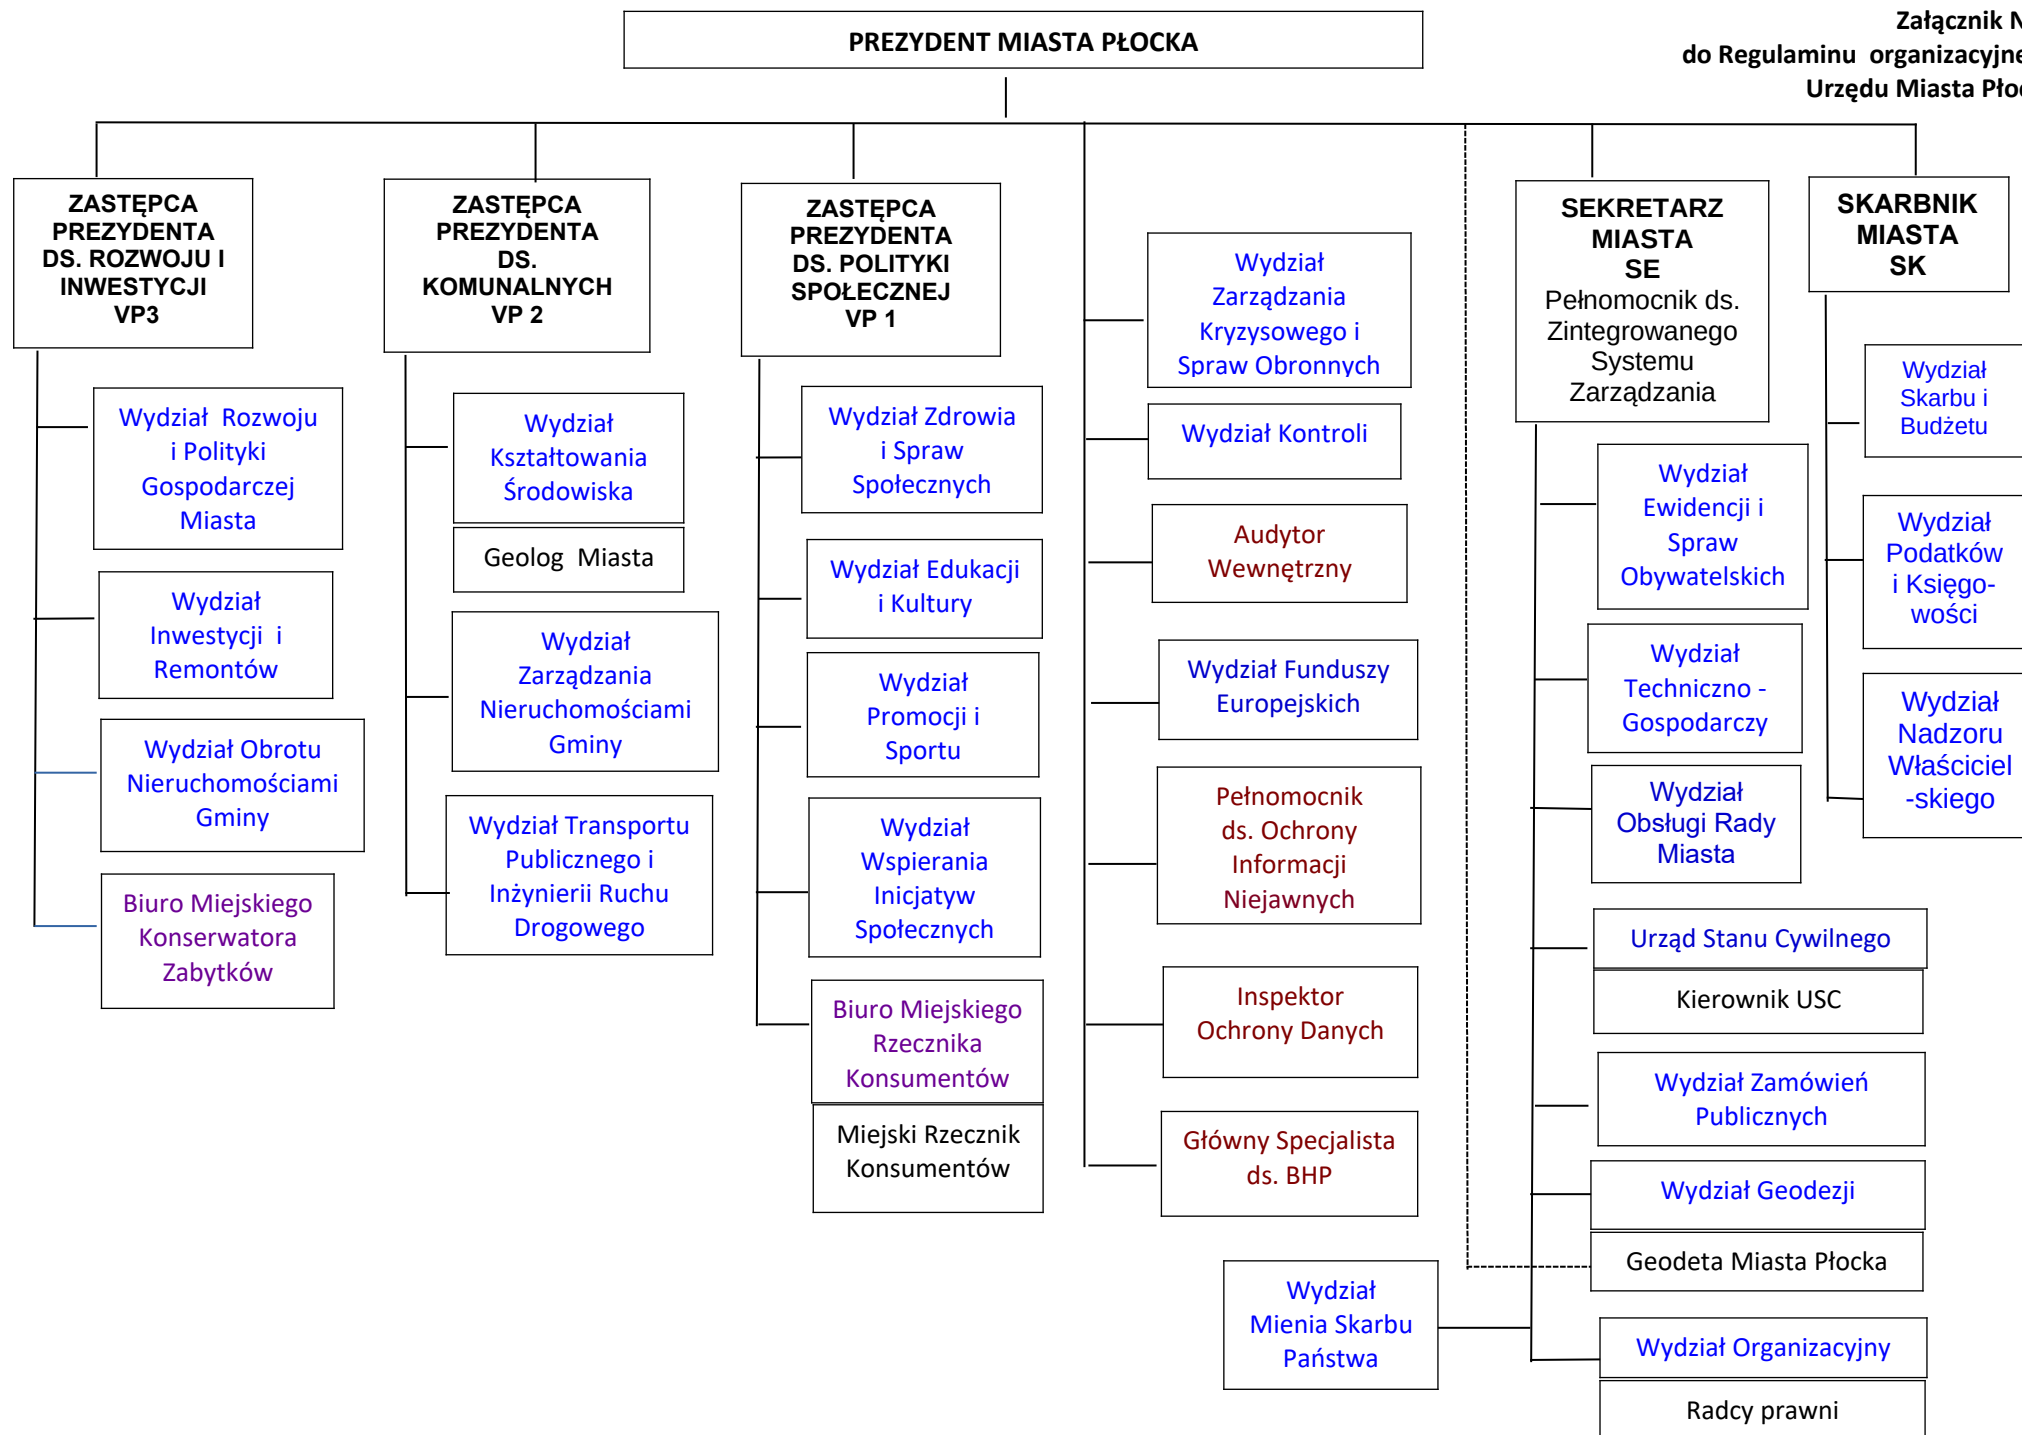 PREZYDENT MIASTA PŁOCKA
Załącznik
do Regulaminu organizacyjne
Urzędu Miasta Płoc
ZASTĘPCA
PREZYDENTA
DS. ROZWOJU I
INWESTYCJI
VP3
Wydział Rozwoju
i Polityki
Gospodarczej
Miasta
Wydział
Inwestycji i
Remontów
Wydział Obrotu
Nieruchomościami
Gminy
Biuro Miejskiego
Konserwatora
Zabytków
ZASTĘPCA
PREZYDENTA
DS.
KOMUNALNYCH
VP 2
Wydział
Kształtowania
Środowiska
Geolog Miasta
Wydział
Zarządzania
Nieruchomościami
Gminy
Wydział Transportu
Publicznego i
Inżynierii Ruchu
Drogowego
ZASTĘPCA
PREZYDENTA
DS. POLITYKI
SPOŁECZNEJ
VP 1
Wydział Zdrowia
i Spraw
Społecznych
Wydział Edukacji
i Kultury
Wydział
Promocji i
Sportu
Wydział
Wspierania
Inicjatyw
Społecznych
Biuro Miejskiego
Rzecznika
Konsumentów
Miejski Rzecznik
Konsumentów
Wydział
Zarządzania
Kryzysowego i
Spraw Obronnych
Wydział Kontroli
Audytor
Wewnętrzny
Wydział Funduszy
Europejskich
Pełnomocnik
ds. Ochrony
Informacji
Niejawnych
Inspektor
Ochrony Danych
Główny Specjalista
ds. BHP
SEKRETARZ
MIASTA
SE
Pełnomocnik ds.
Zintegrowanego
Systemu
Zarządzania
Wydział
Ewidencji i
Spraw
Obywatelskich
Wydział
Techniczno -
Gospodarczy
Wydział
Obsługi Rady
Miasta
Urząd Stanu Cywilnego
Kierownik USC
Wydział Zamówień
Publicznych
Wydział Geodezji
Geodeta Miasta Płocka
Wydział
Mienia Skarbu
Państwa
Wydział Organizacyjny
Radcy prawni
SKARBNIK
MIASTA
SK
Wydział
Skarbu i
Budżetu
Wydział
Podatków
i Księgo-
wości
Wydział
Nadzoru
Właściciel
-skiego